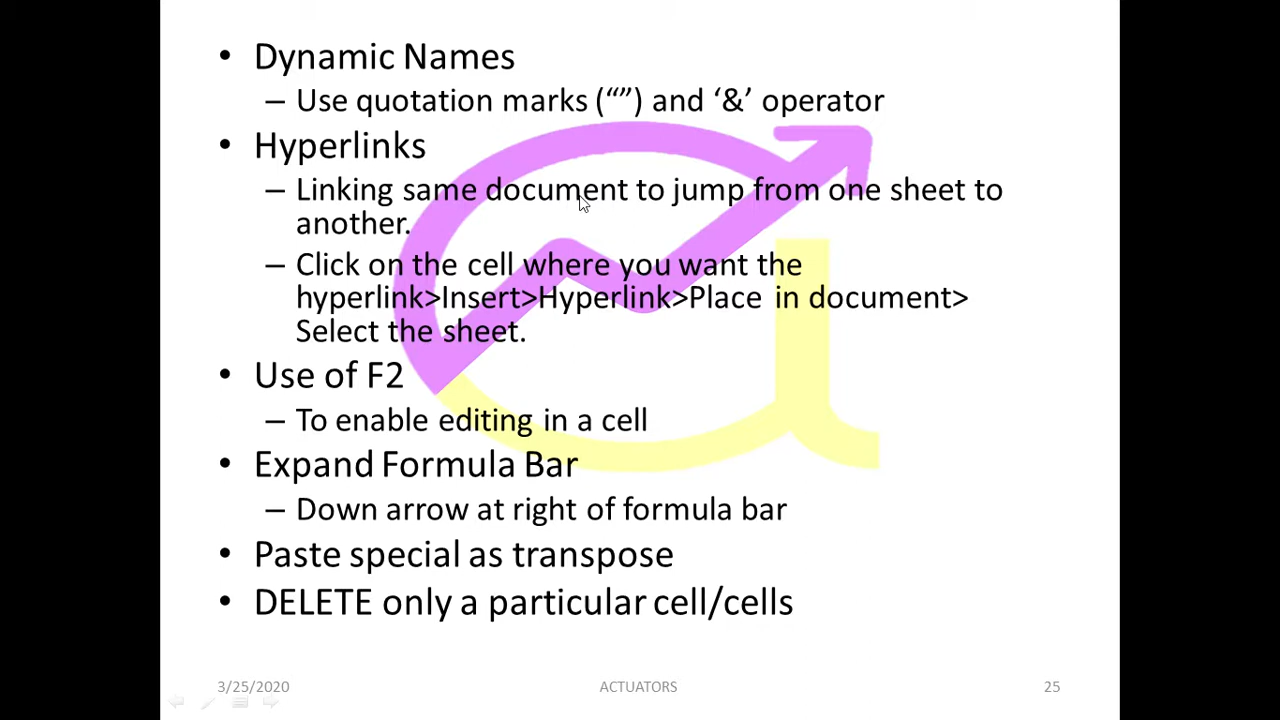 • Dynamic Names
– Use quotation marks (“”) and ‘&’ operator
• Hyperlinks
– Linking same document to jump from one sheet to
another.
– Click on the cell where you want the
hyperlink>Insert>Hyperlink>Place in document>
Select the sheet.
• Use of F2
– To enable editing in a cell
• Expand Formula Bar
– Down arrow at right of formula bar
• Paste special as transpose
• DELETE only a particular cell/cells
3/25/2020 ACTUATORS 25